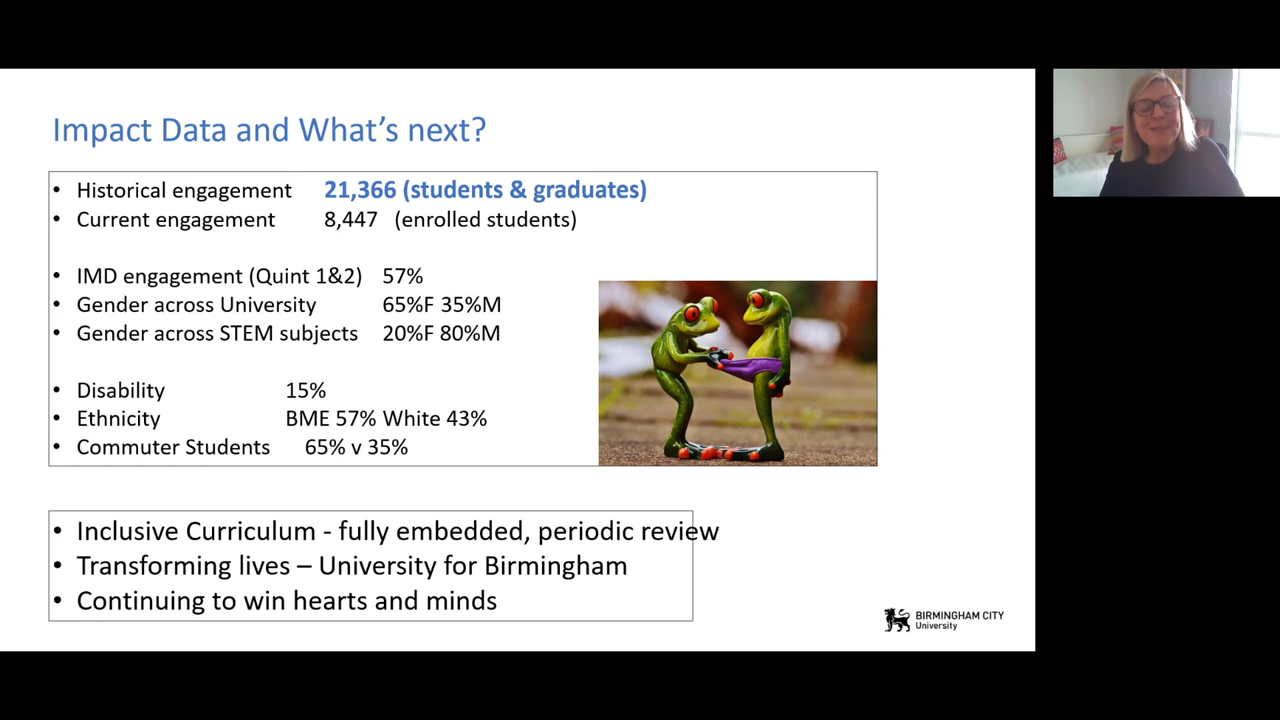 Impact Data and What’s next?
• Historical engagement 21,366 (students & graduates)
• Current engagement 8,447 (enrolled students)
• IMD engagement (Quint 1&2) 57%
• Gender across University 65%F 35%M
• Gender across STEM subjects 20%F 80%M
• Disability 15%
• Ethnicity BME 57% White 43%
• Commuter Students 65% v 35%
• Inclusive Curriculum - fully embedded, periodic review
• Transforming lives – University for Birmingham
• Continuing to win hearts and minds
BIRMINGHAM CITY
University